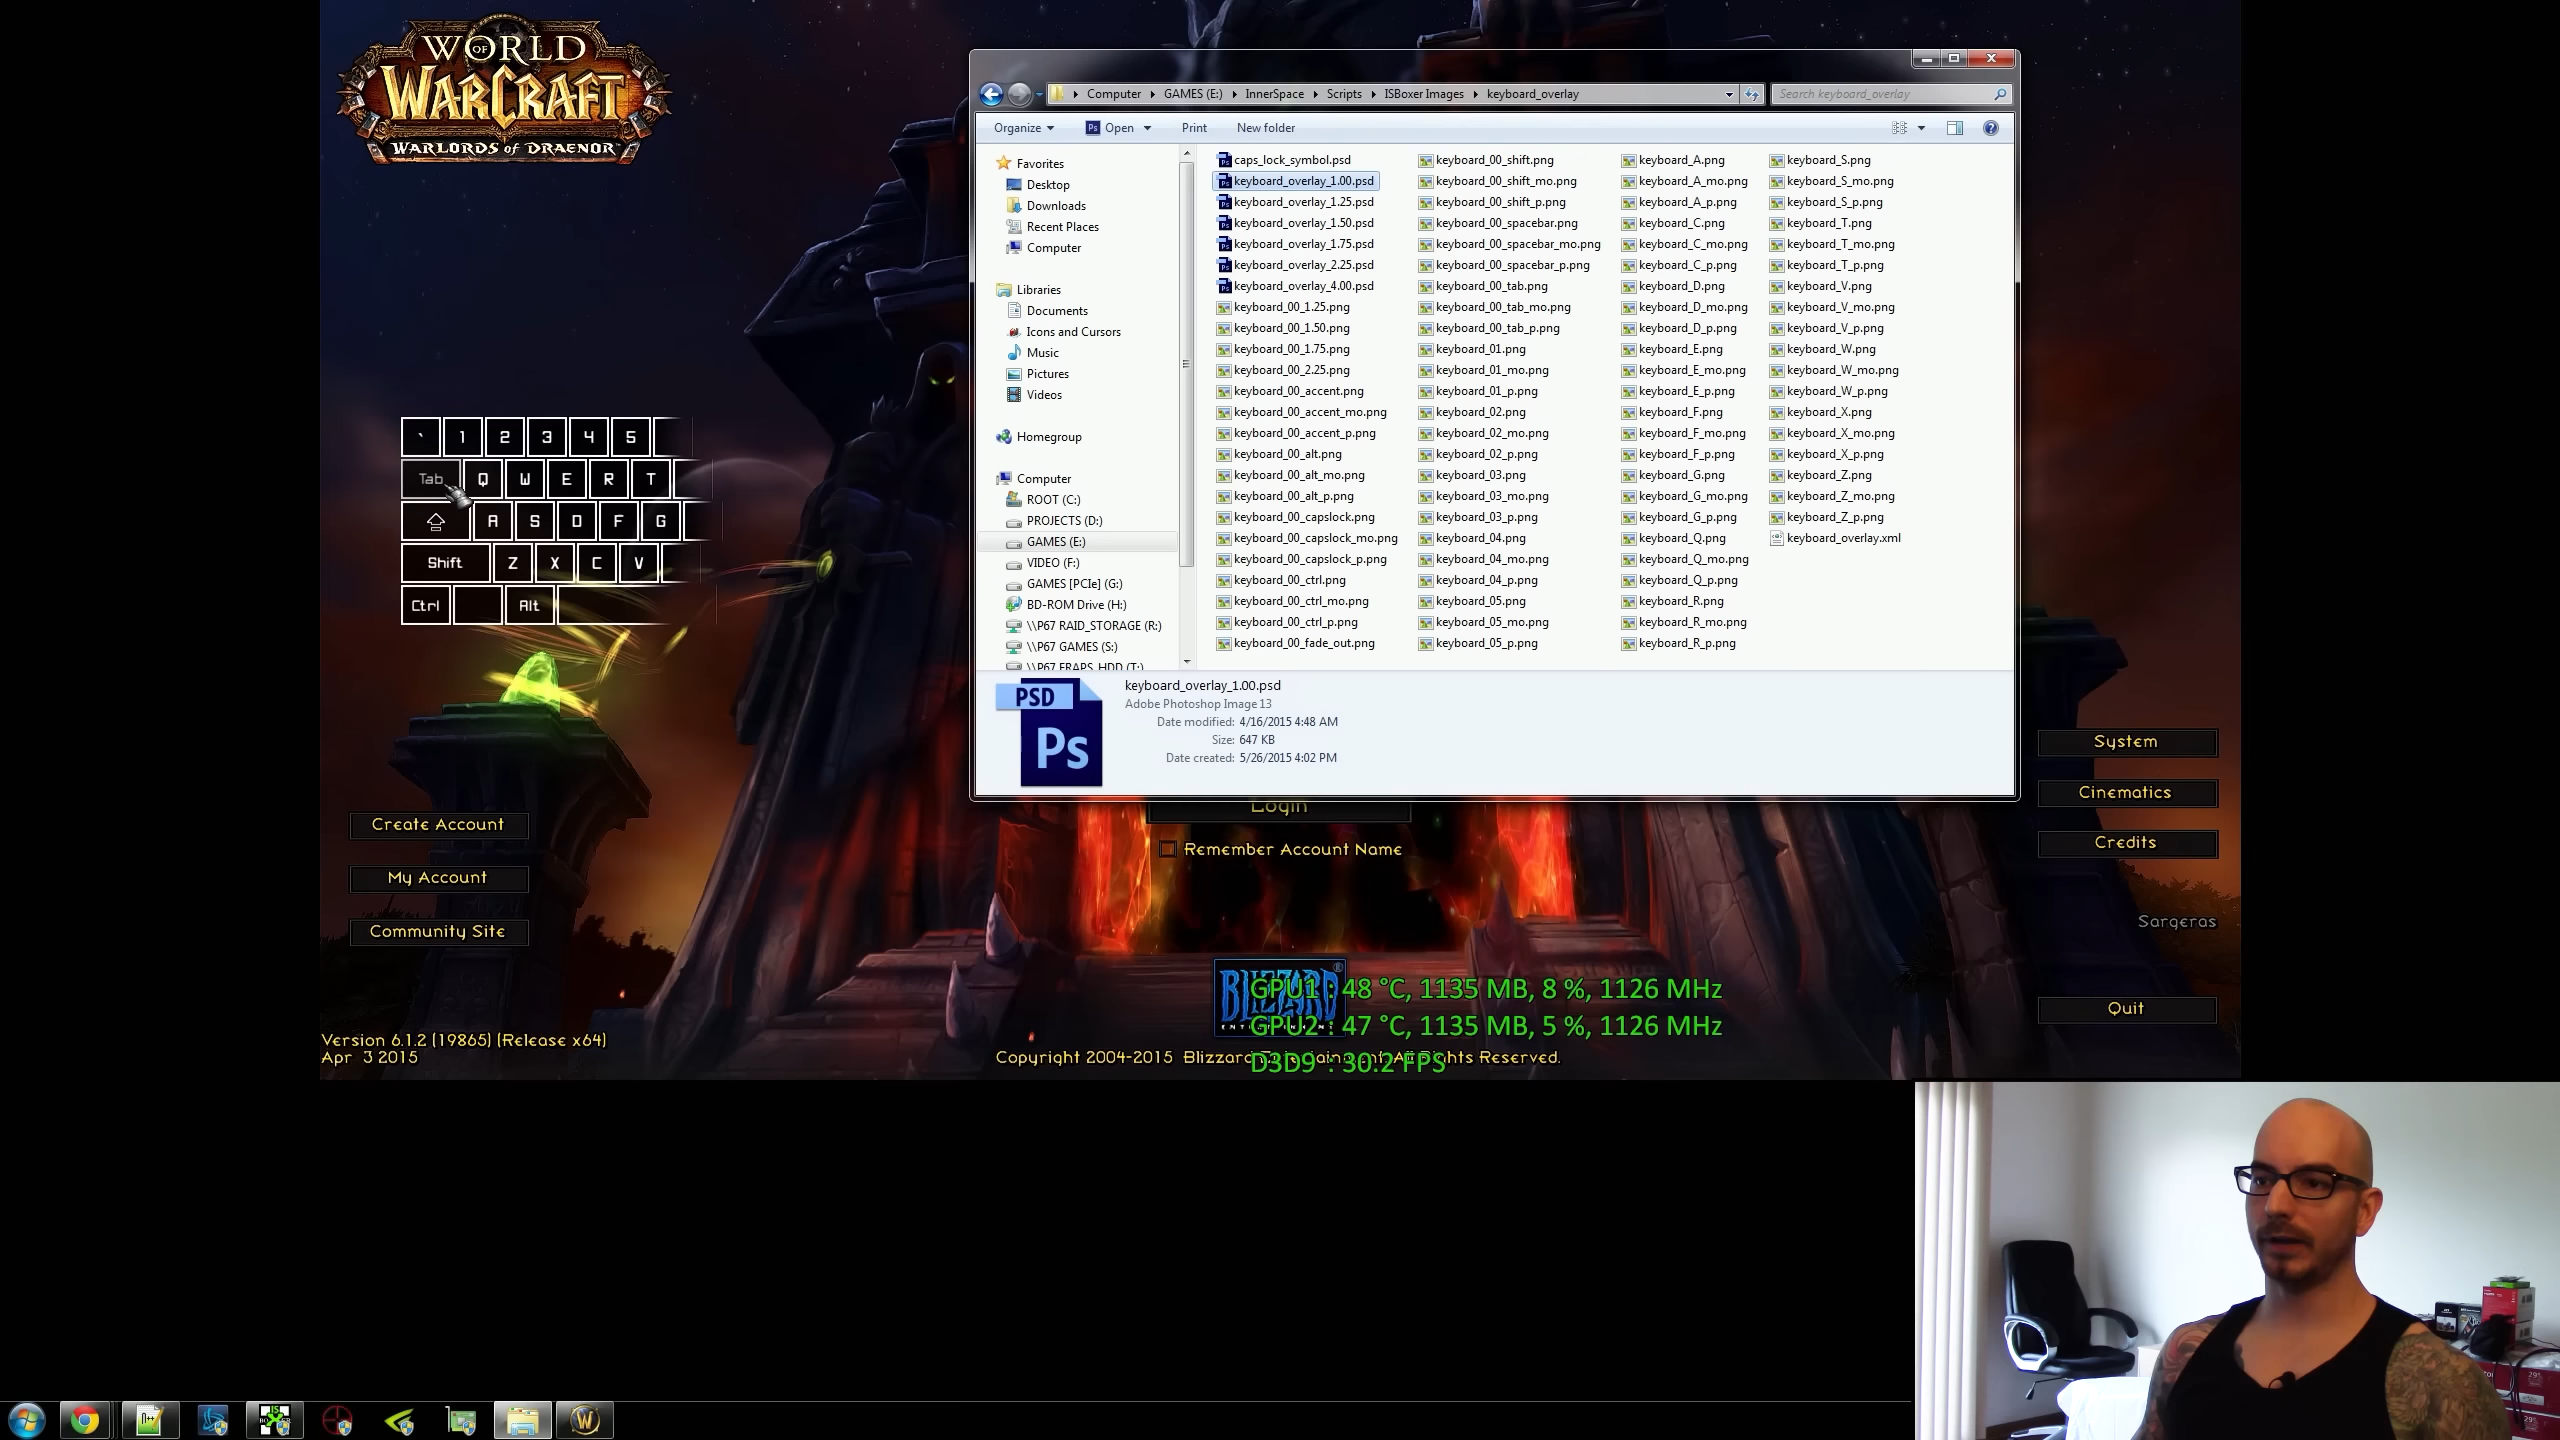 WORLD
OF
WARCRAFT
WARLORDS OF DRAENOR
Computer
GAMES (E:)
InnerSpace
Scripts
ISBoxer Images
keyboard_overlay
Search keyboard_overlay
Organize
Ps
Open
Print
New folder
Favorites
Desktop
Downloads
Recent Places
Computer
Libraries
Documents
Icons and Cursors
Music
Pictures
Videos
Homegroup
Computer
ROOT (C:)
PROJECTS (D:)
GAMES (E:)
VIDEO (F:)
GAMES [PCIe] (G:)
BD-ROM Drive (H:)
\\P67 RAID_STORAGE (R:)
\\P67 GAMES (S:)
\\P67 FRAPS_HDD (T:)
caps_lock_symbol.psd
keyboard_overlay_1.00.psd
keyboard_overlay_1.25.psd
keyboard_overlay_1.50.psd
keyboard_overlay_1.75.psd
keyboard_overlay_2.25.psd
keyboard_overlay_4.00.psd
keyboard_00_1.25.png
keyboard_00_1.50.png
keyboard_00_1.75.png
keyboard_00_2.25.png
keyboard_00_accent.png
keyboard_00_accent_mo.png
keyboard_00_accent_p.png
keyboard_00_alt.png
keyboard_00_alt_mo.png
keyboard_00_alt_p.png
keyboard_00_capslock.png
keyboard_00_capslock_mo.png
keyboard_00_capslock_p.png
keyboard_00_ctrl.png
keyboard_00_ctrl_mo.png
keyboard_00_ctrl_p.png
keyboard_00_fade_out.png
keyboard_00_shift.png
keyboard_00_shift_mo.png
keyboard_00_shift_p.png
keyboard_00_spacebar.png
keyboard_00_spacebar_mo.png
keyboard_00_spacebar_p.png
keyboard_00_tab.png
keyboard_00_tab_mo.png
keyboard_00_tab_p.png
keyboard_01.png
keyboard_01_mo.png
keyboard_01_p.png
keyboard_02.png
keyboard_02_mo.png
keyboard_02_p.png
keyboard_03.png
keyboard_03_mo.png
keyboard_03_p.png
keyboard_04.png
keyboard_04_mo.png
keyboard_04_p.png
keyboard_05.png
keyboard_05_mo.png
keyboard_05_p.png
keyboard_A.png
keyboard_A_mo.png
keyboard_A_p.png
keyboard_C.png
keyboard_C_mo.png
keyboard_C_p.png
keyboard_D.png
keyboard_D_mo.png
keyboard_D_p.png
keyboard_E.png
keyboard_E_mo.png
keyboard_E_p.png
keyboard_F.png
keyboard_F_mo.png
keyboard_F_p.png
keyboard_G.png
keyboard_G_mo.png
keyboard_G_p.png
keyboard_Q.png
keyboard_Q_mo.png
keyboard_Q_p.png
keyboard_R.png
keyboard_R_mo.png
keyboard_R_p.png
keyboard_S.png
keyboard_S_mo.png
keyboard_S_p.png
keyboard_T.png
keyboard_T_mo.png
keyboard_T_p.png
keyboard_V.png
keyboard_V_mo.png
keyboard_V_p.png
keyboard_W.png
keyboard_W_mo.png
keyboard_W_p.png
keyboard_X.png
keyboard_X_mo.png
keyboard_X_p.png
keyboard_Z.png
keyboard_Z_mo.png
keyboard_Z_p.png
keyboard_overlay.xml
PSD
Ps
keyboard_overlay_1.00.psd
Adobe Photoshop Image 13
Date modified: 4/16/2015 4:48 AM
Size: 647 KB
Date created: 5/26/2015 4:02 PM
` 1 2 3 4 5
Tab Q W E R T
A S D F G
Shift Z X C V
Ctrl Alt
Login
Remember Account Name
Create Account
My Account
Community Site
System
Cinematics
Credits
Sargeras
Quit
BLIZZARD
ENTERTAINMENT
GPU1 : 48 °C, 1135 MB, 8 %, 1126 MHz
GPU2 : 47 °C, 1135 MB, 5 %, 1126 MHz
D3D9 : 30.2 FPS
Version 6.1.2 (19865) (Release x64)
Apr 3 2015
Copyright 2004-2015 Blizzard Entertainment. All Rights Reserved.